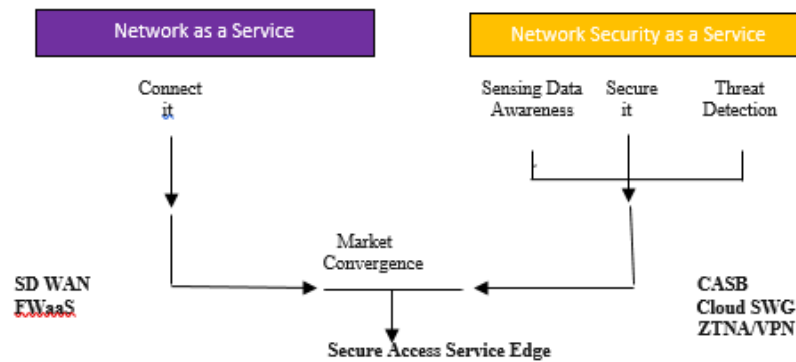 Network as a Service
Network Security as a Service
Connect
it
Sensing Data
Awareness
Secure
it
Threat
Detection
Market
Convergence
SD WAN
FWaaS
CASB
Cloud SWG
ZTNA/VPN
Secure Access Service Edge